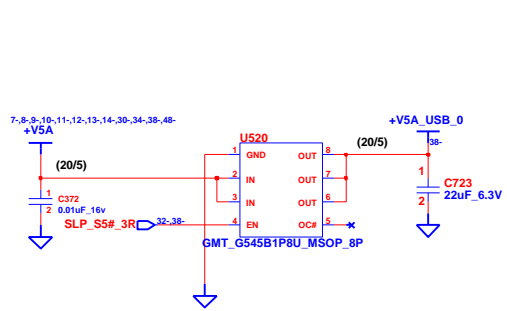 7-,8-,9-,10-,11-,12-,13-,14-,30-,34-,38-,48-
+V5A
+V5A_USB_0
38-
(20/5)
(20/5)
U520
1 GND OUT 8
2 IN OUT 7
3 IN OUT 6
4 EN OC# 5
1
C372
2 0.01uF_16v
SLP_S5#_3R 32-,38-
1
C723
2
22uF_6.3V
GMT_G545B1P8U_MSOP_8P